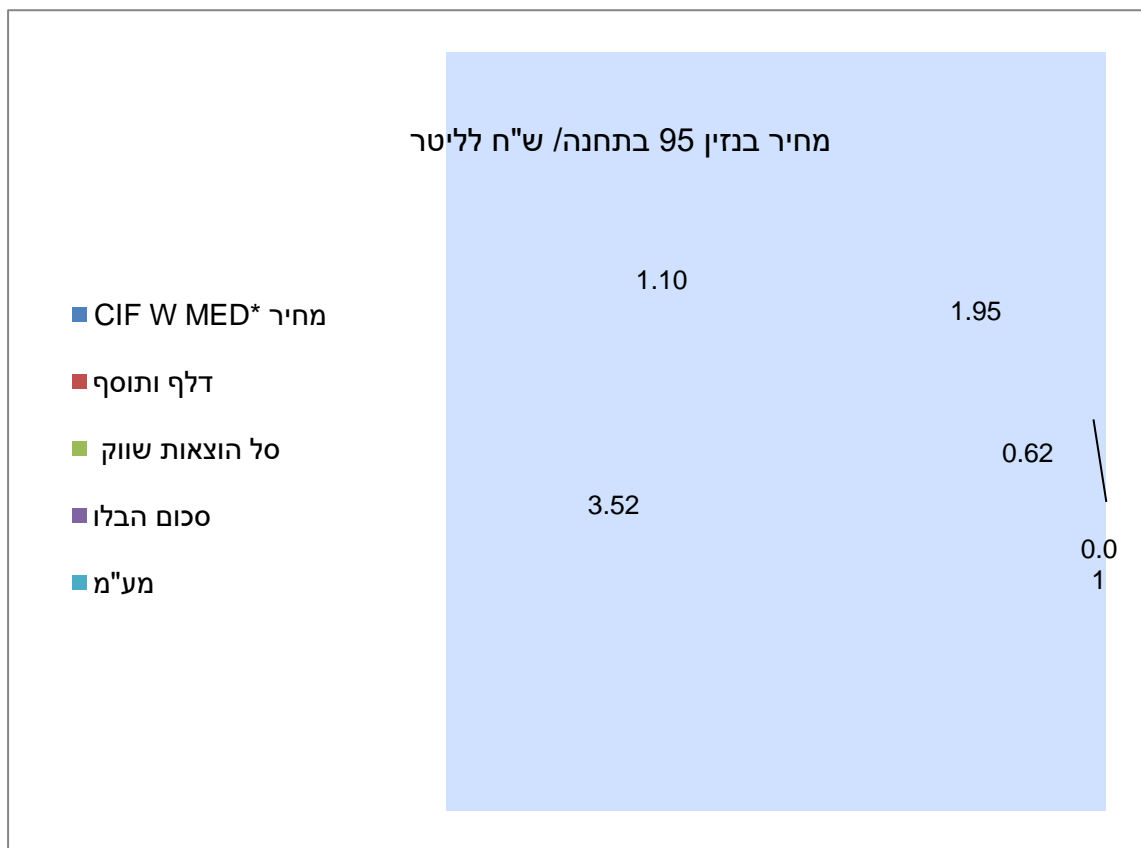 מחיר בנזין 95 בתחנה/ ש"ח לליטר
1.10
1.95
מחיר CIF W MED*
דלף ותוסף
סל הוצאות שווק
0.62
3.52
סכום הבלו
0.0
1
מע"מ